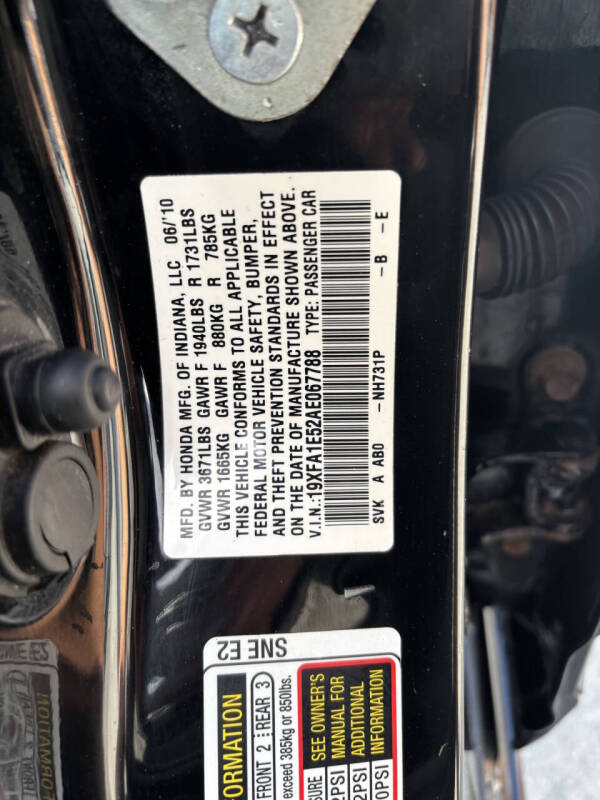 MFD. BY HONDA MFG. OF INDIANA, LLC 06/'10
GVWR 3671LBS GAWR F 1940LBS R 1731LBS
GVWR 1665KG GAWR F 880KG R 785KG
THIS VEHICLE CONFORMS TO ALL APPLICABLE
FEDERAL MOTOR VEHICLE SAFETY, BUMPER,
AND THEFT PREVENTION STANDARDS IN EFFECT
ON THE DATE OF MANUFACTURE SHOWN ABOVE.
V.I.N.:19XFA1E52AE067788 TYPE: PASSENGER CAR
SVK A AB0 -NH731P -B -E
SNE E2
FORMATION
FRONT 2 REAR 3
exceed 385kg or 850lbs.
SEE OWNER'S
MANUAL FOR
ADDITIONAL
INFORMATION